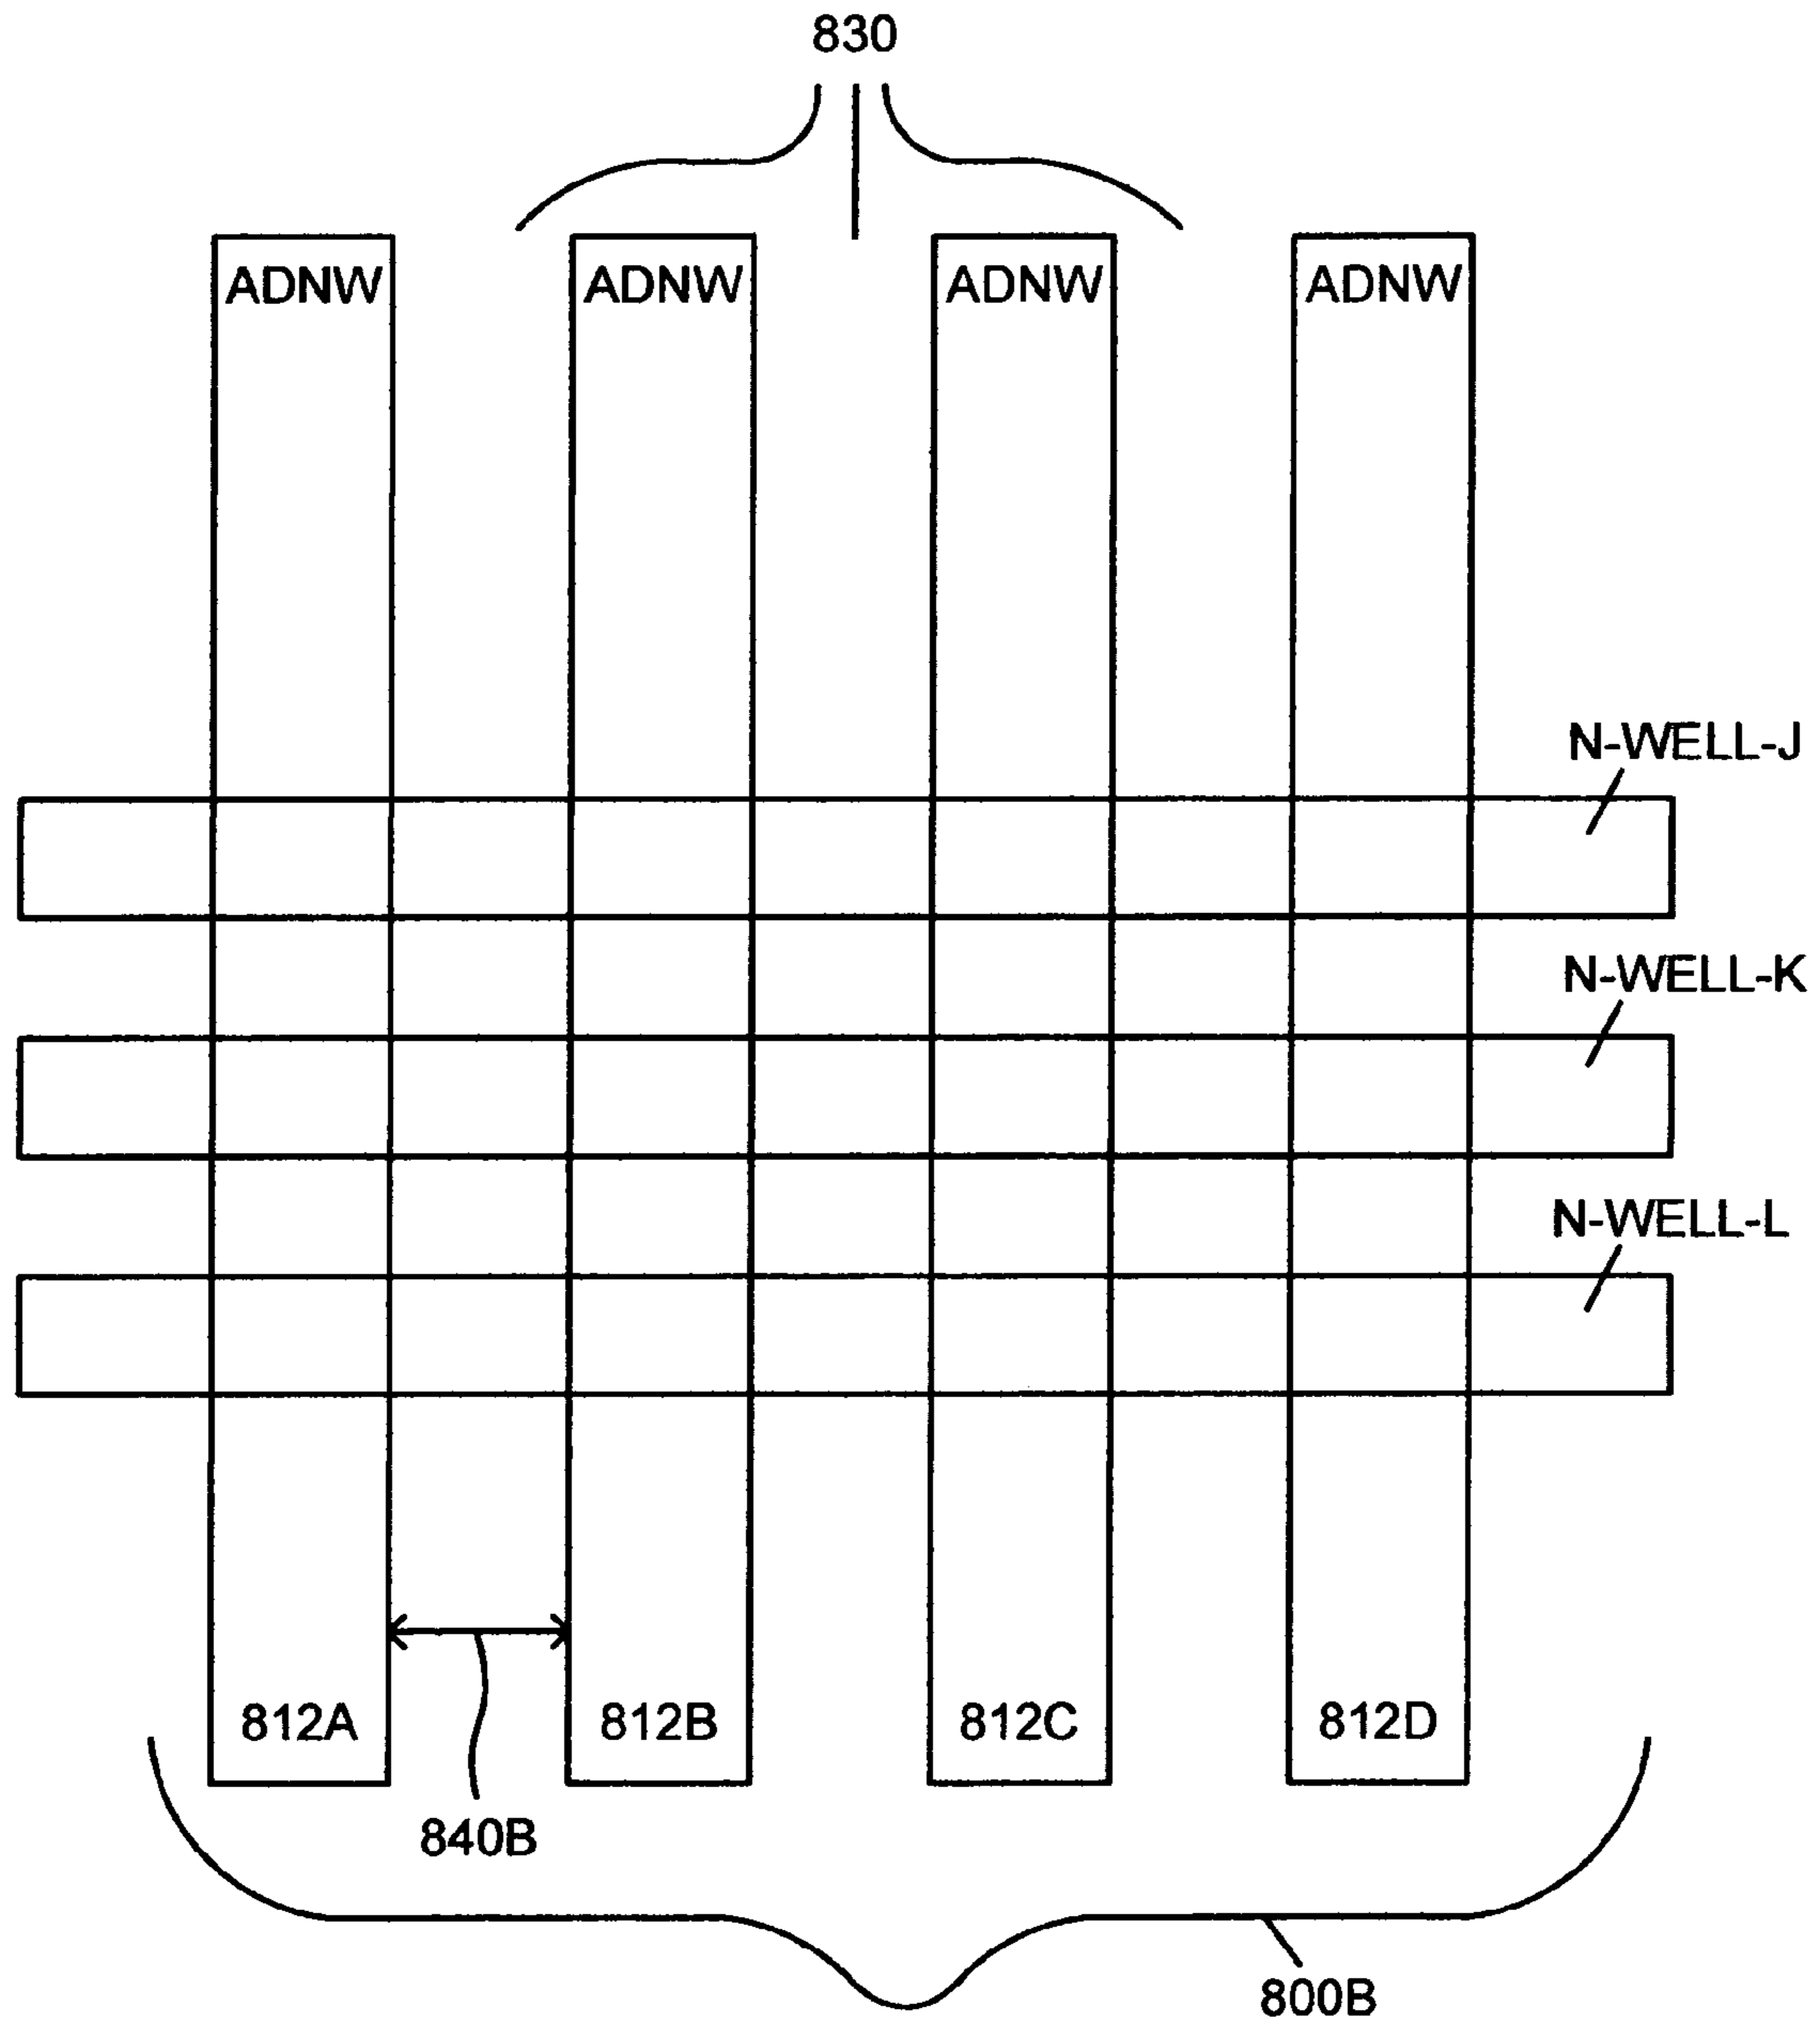 830
ADNW ADNW ADNW ADNW
N-WELL-J
N-WELL-K
N-WELL-L
812A 812B 812C 812D
840B
800B